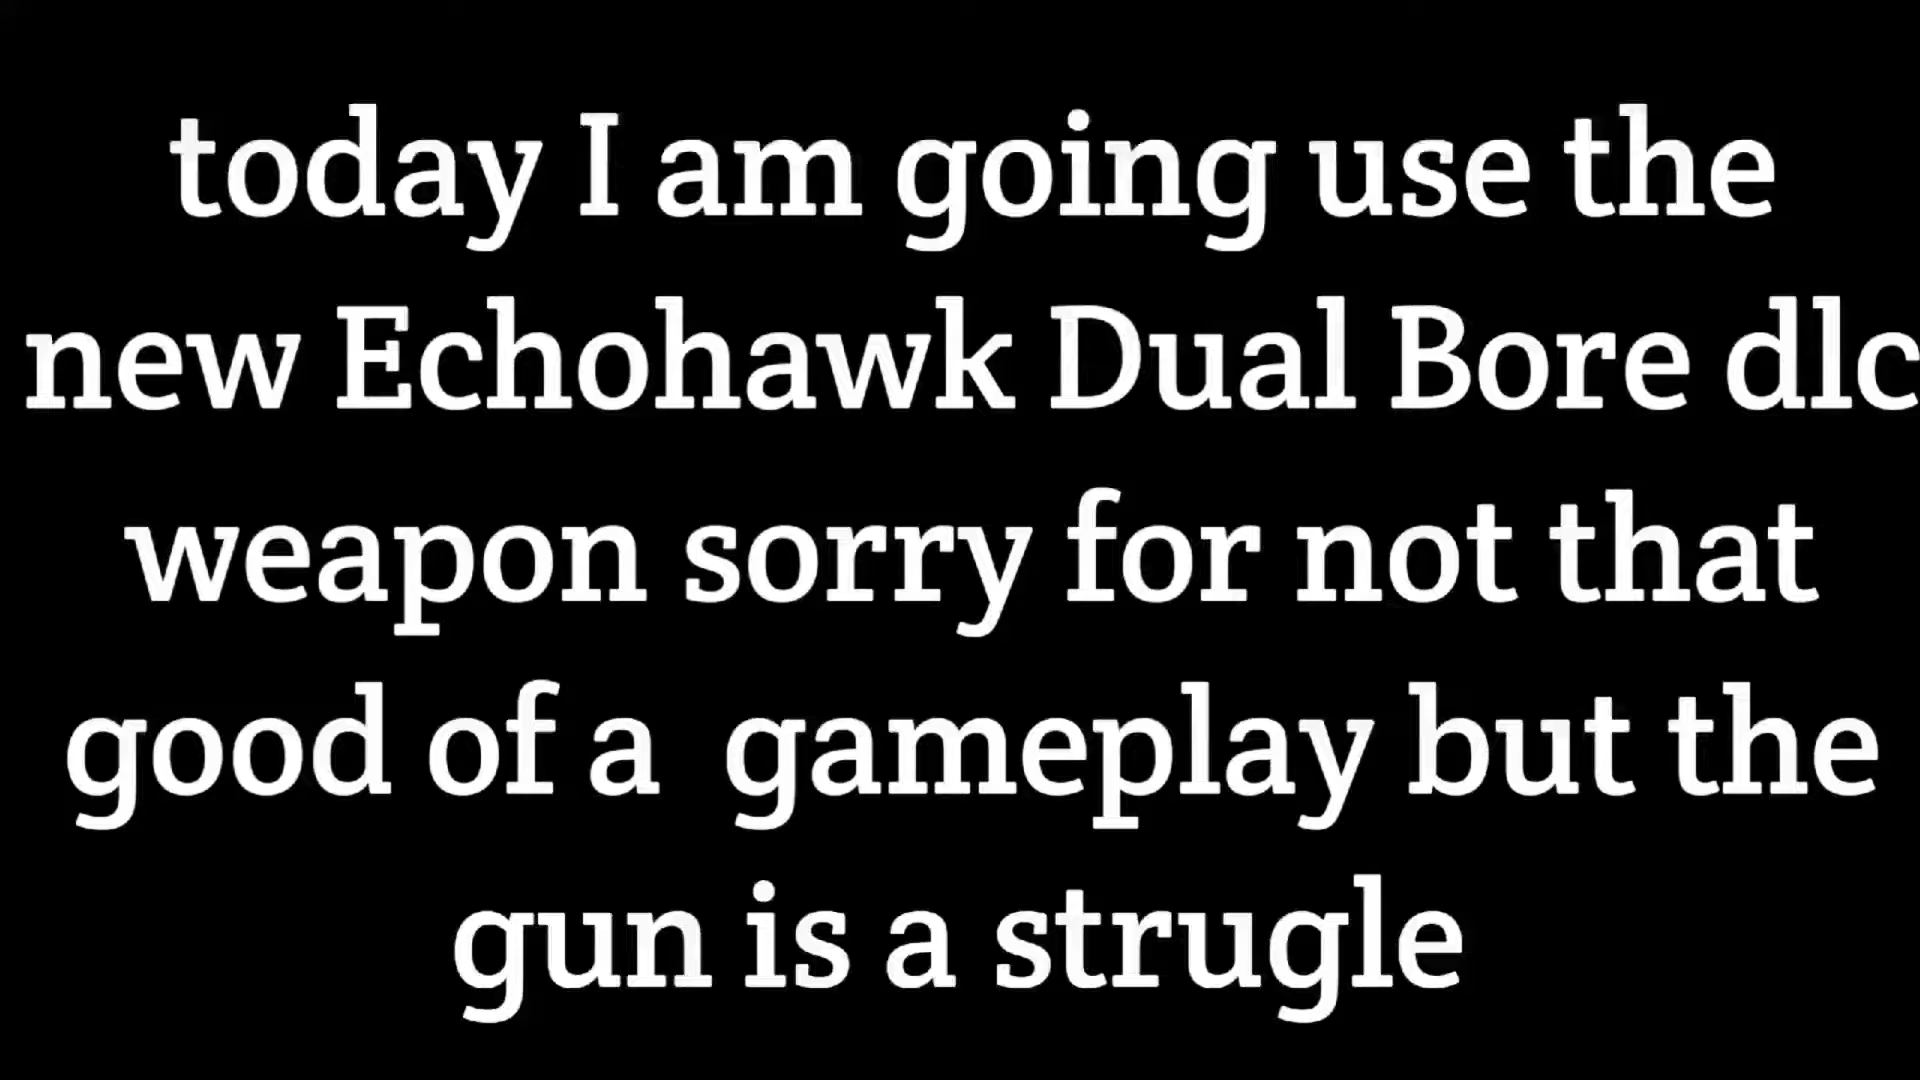 today I am going use the
new Echohawk Dual Bore dlc
weapon sorry for not that
good of a  gameplay but the
gun is a strugle